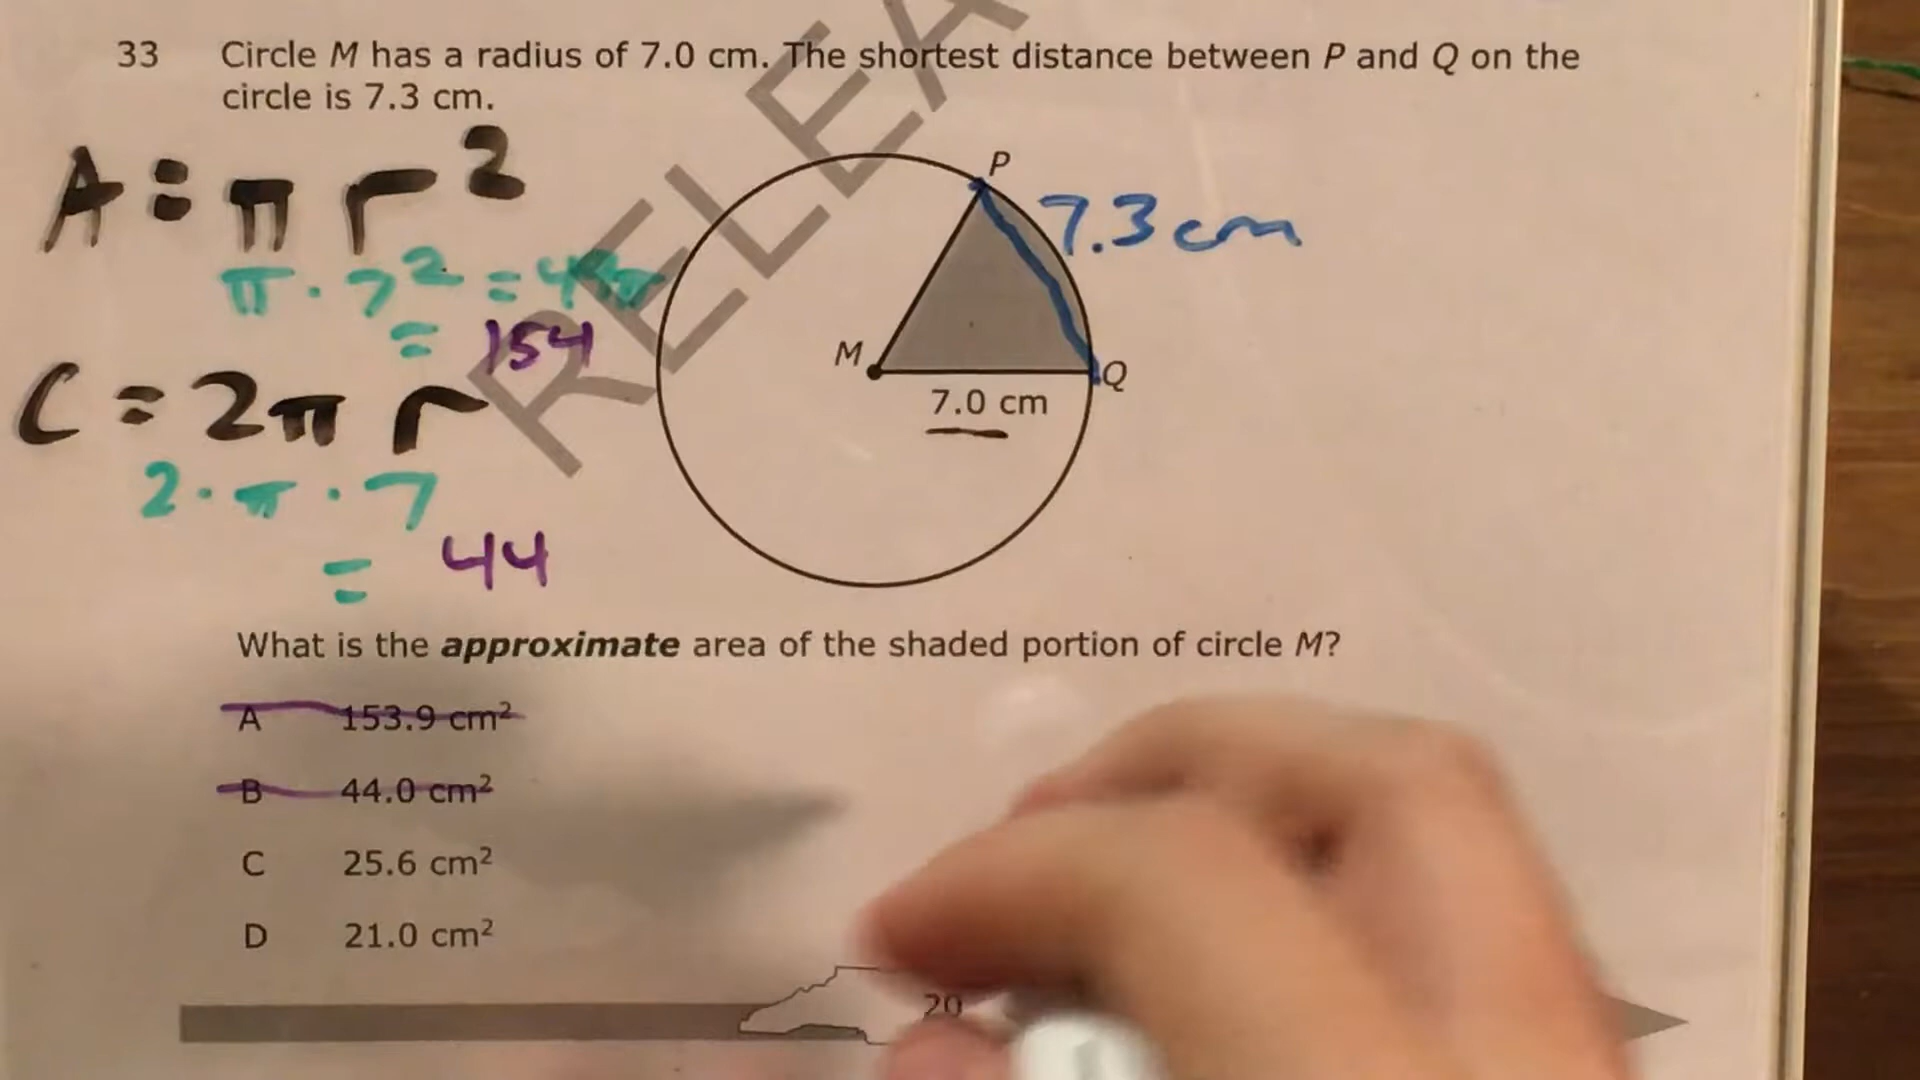 33 Circle M has a radius of 7.0 cm. The shortest distance between P and Q on the
circle is 7.3 cm.
A = π r²
π · 7² = 49π
= 154
C = 2π r
2 · π · 7
= 44
P
7.3 cm
M
Q
7.0 cm
RELEA
What is the approximate area of the shaded portion of circle M?
A 153.9 cm²
B 44.0 cm²
C 25.6 cm²
D 21.0 cm²
20